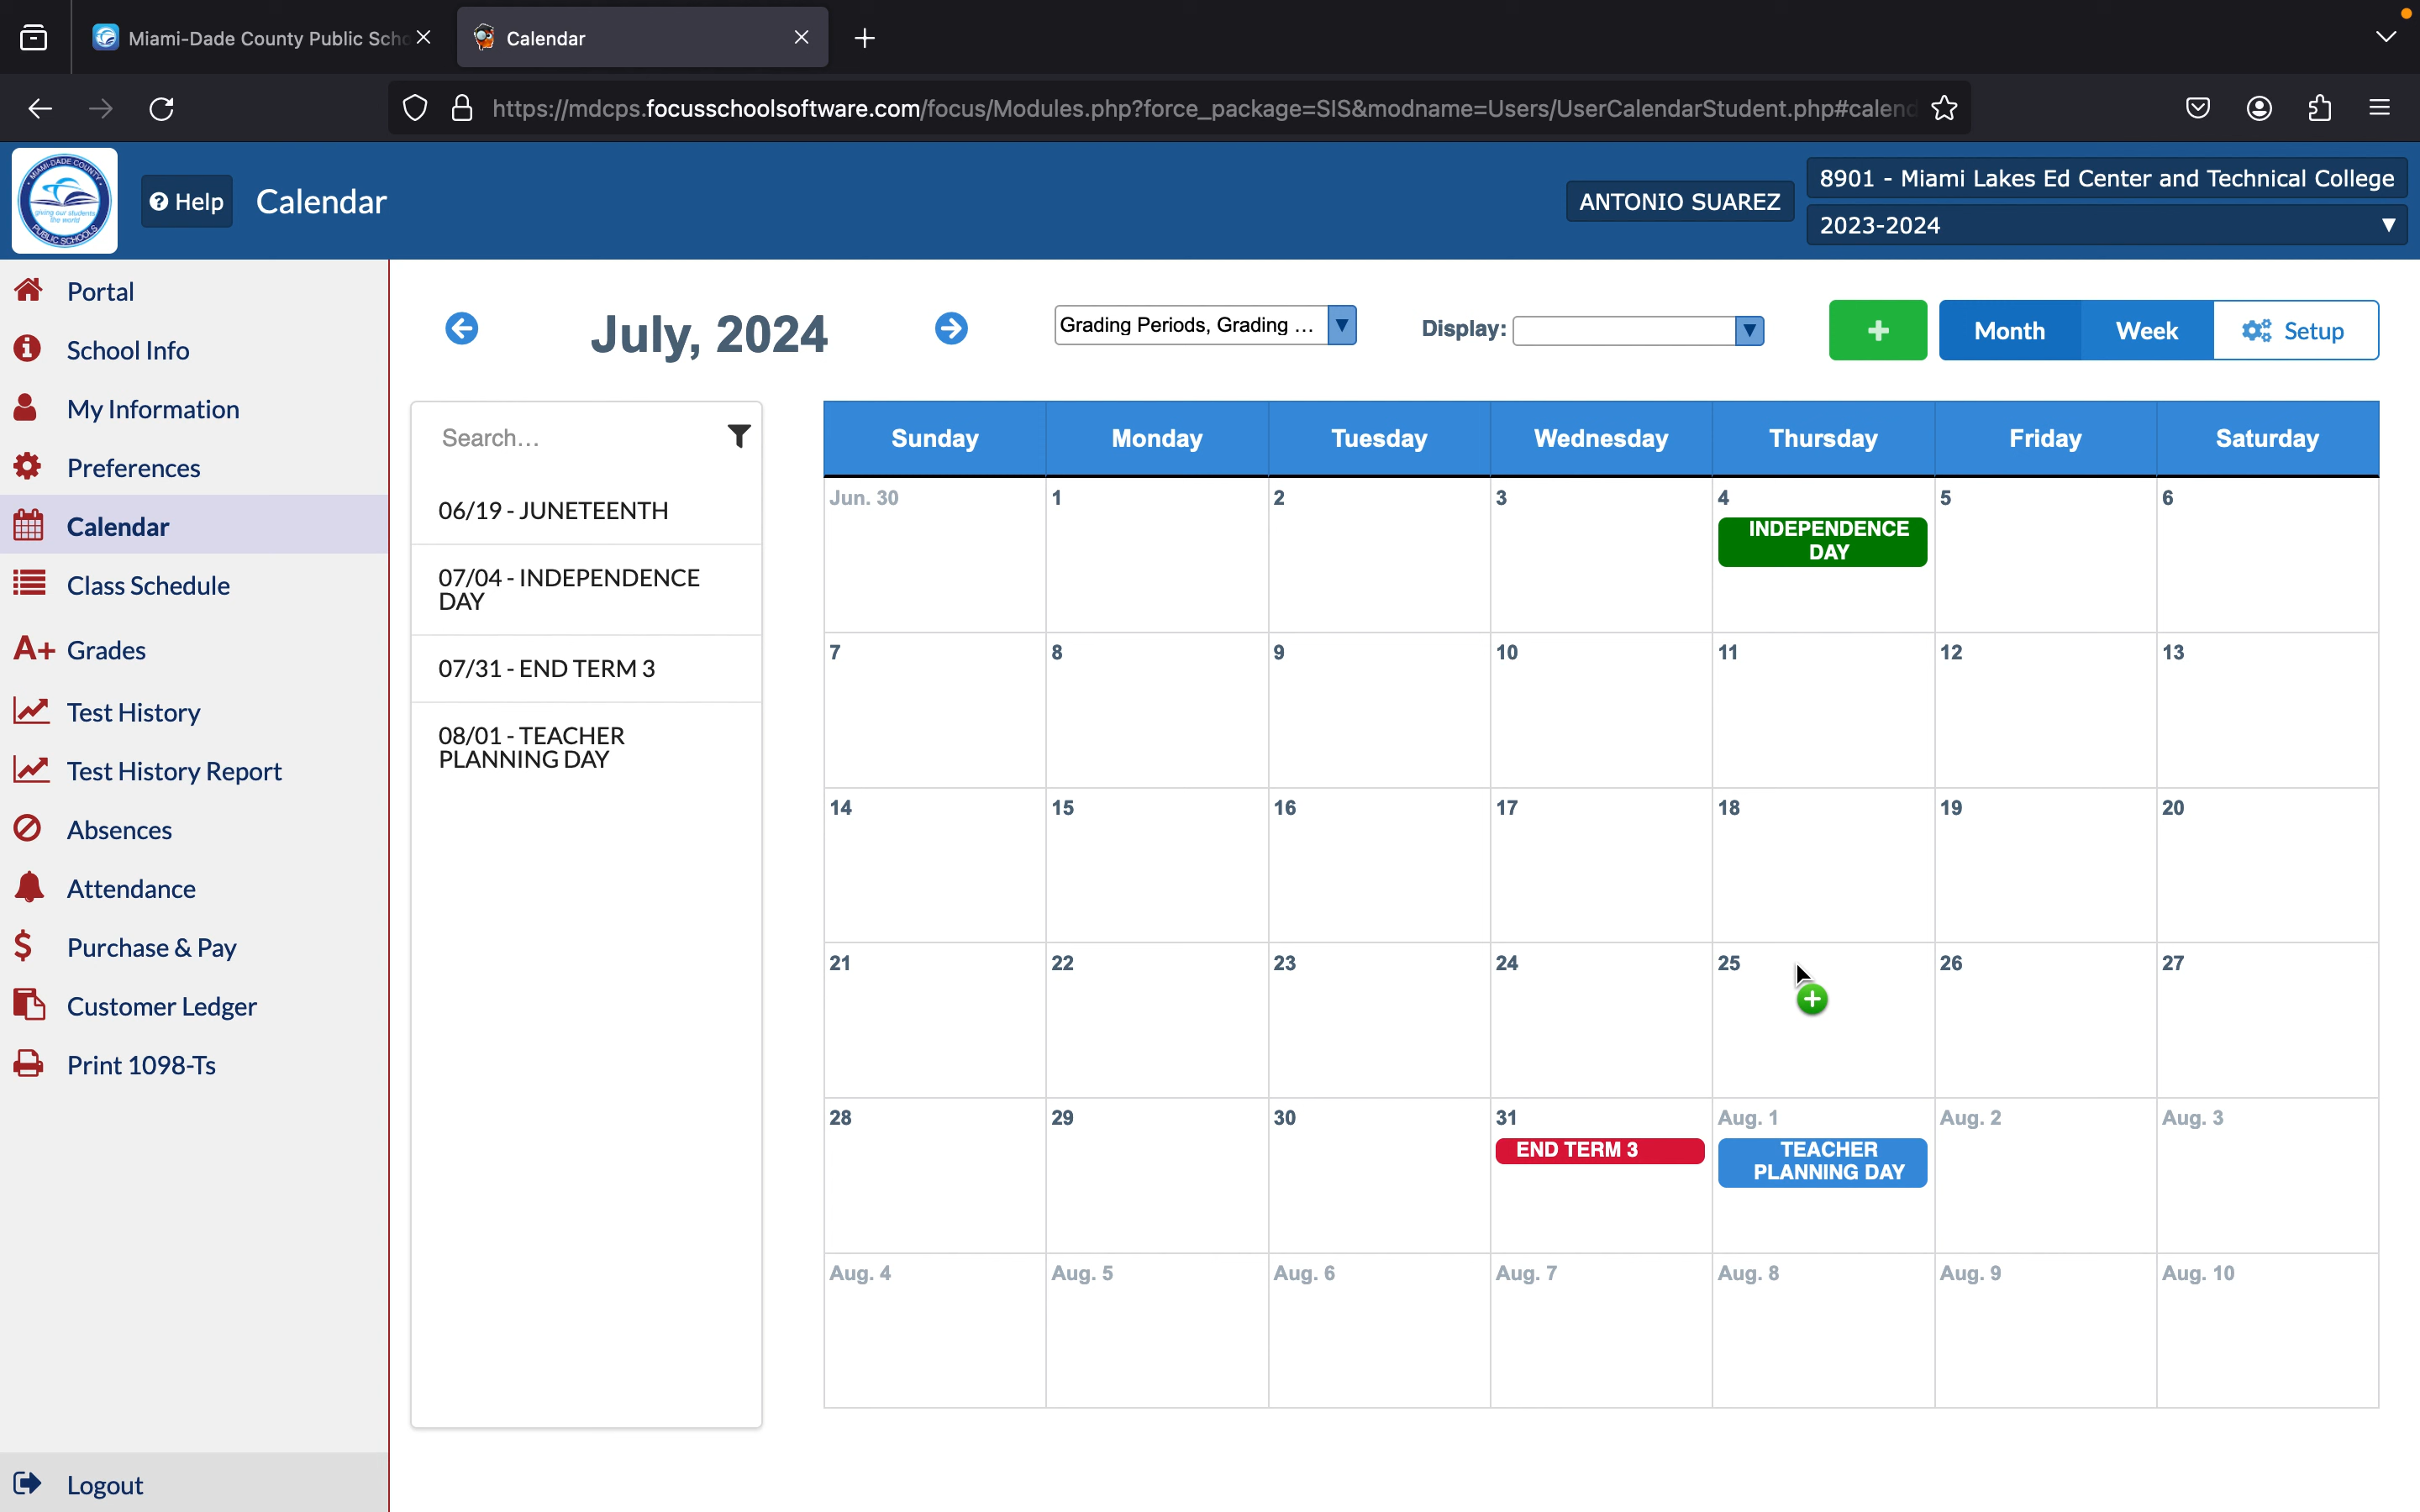 Miami-Dade County Public Scho
Calendar
https://mdcps.focusschoolsoftware.com/focus/Modules.php?force_package=SIS&modname=Users/UserCalendarStudent.php#calend
Help
Calendar
ANTONIO SUAREZ
8901 - Miami Lakes Ed Center and Technical College
2023-2024
Portal
School Info
My Information
Preferences
Calendar
Class Schedule
A+ Grades
Test History
Test History Report
Absences
Attendance
Purchase & Pay
Customer Ledger
Print 1098-Ts
Logout
July, 2024
Grading Periods, Grading ...
Display:
Month
Week
Setup
Search...
06/19 - JUNETEENTH
07/04 - INDEPENDENCE
DAY
07/31 - END TERM 3
08/01 - TEACHER
PLANNING DAY
Sunday Monday Tuesday Wednesday Thursday Friday Saturday
Jun. 30 1 2 3 4 5 6
INDEPENDENCE
DAY
7 8 9 10 11 12 13
14 15 16 17 18 19 20
21 22 23 24 25 26 27
28 29 30 31 Aug. 1 Aug. 2 Aug. 3
END TERM 3
TEACHER
PLANNING DAY
Aug. 4 Aug. 5 Aug. 6 Aug. 7 Aug. 8 Aug. 9 Aug. 10